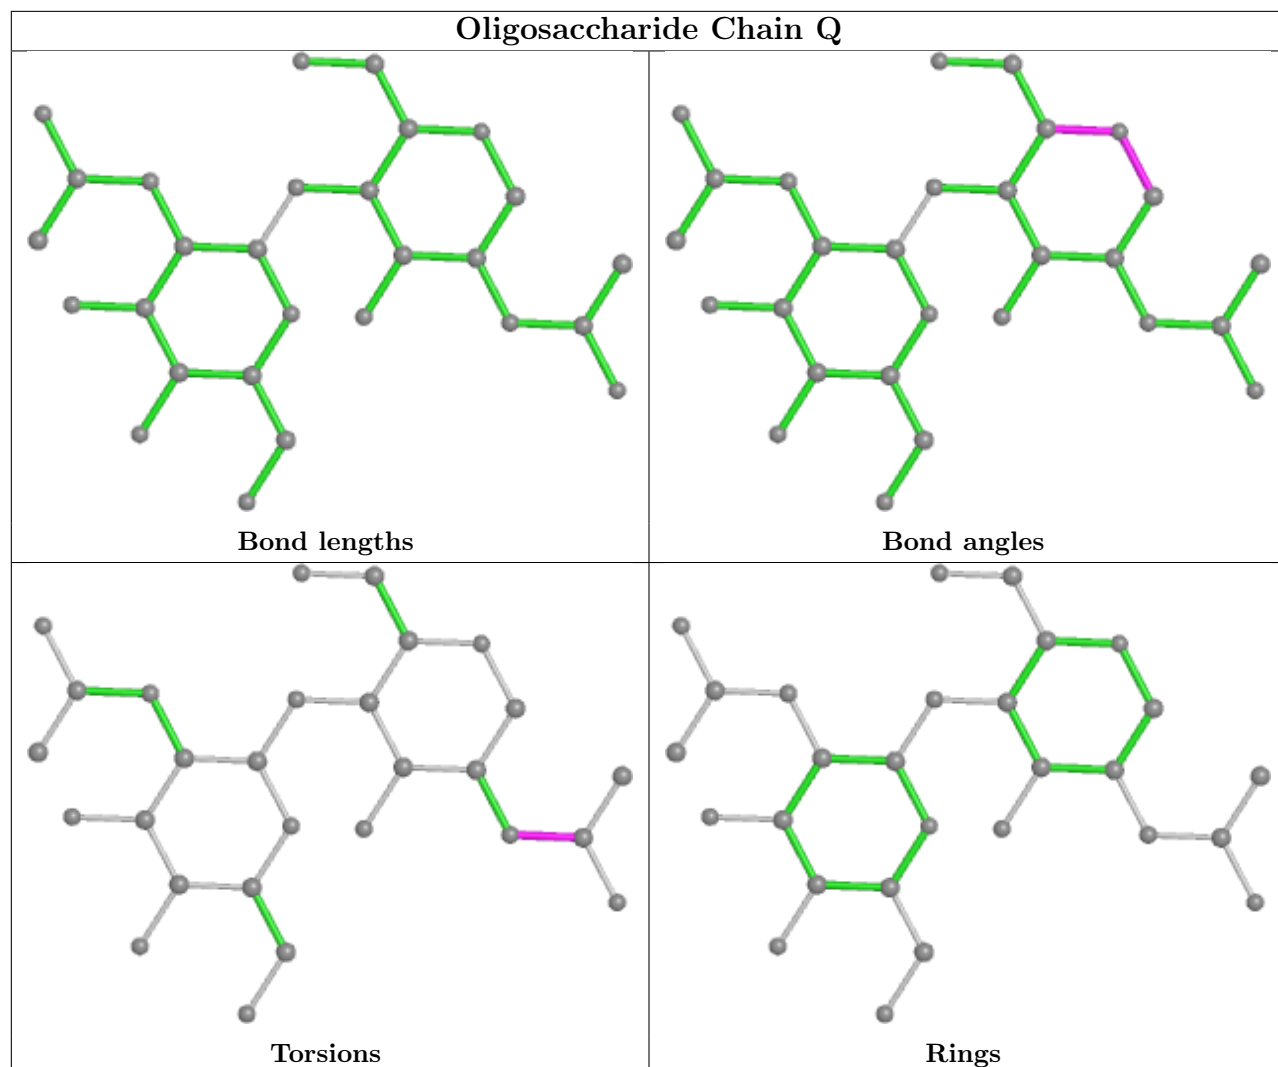 Oligosaccharide Chain Q
Bond lengths
Bond angles
Torsions
Rings